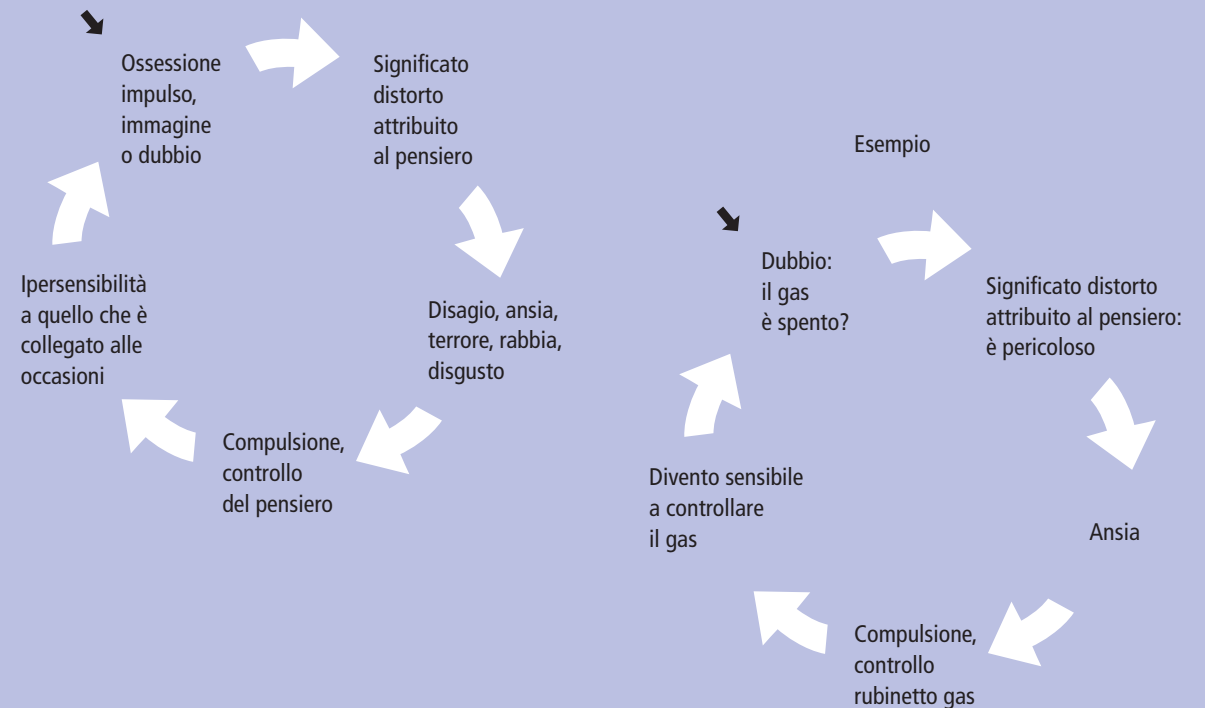 Ossessione
impulso,
immagine
o dubbio
Significato
distorto
attribuito
al pensiero
Disagio, ansia,
terrore, rabbia,
disgusto
Compulsione,
controllo
del pensiero
Ipersensibilità
a quello che è
collegato alle
occasioni
Esempio
Dubbio:
il gas
è spento?
Significato distorto
attribuito al pensiero:
è pericoloso
Ansia
Compulsione,
controllo
rubinetto gas
Divento sensibile
a controllare
il gas